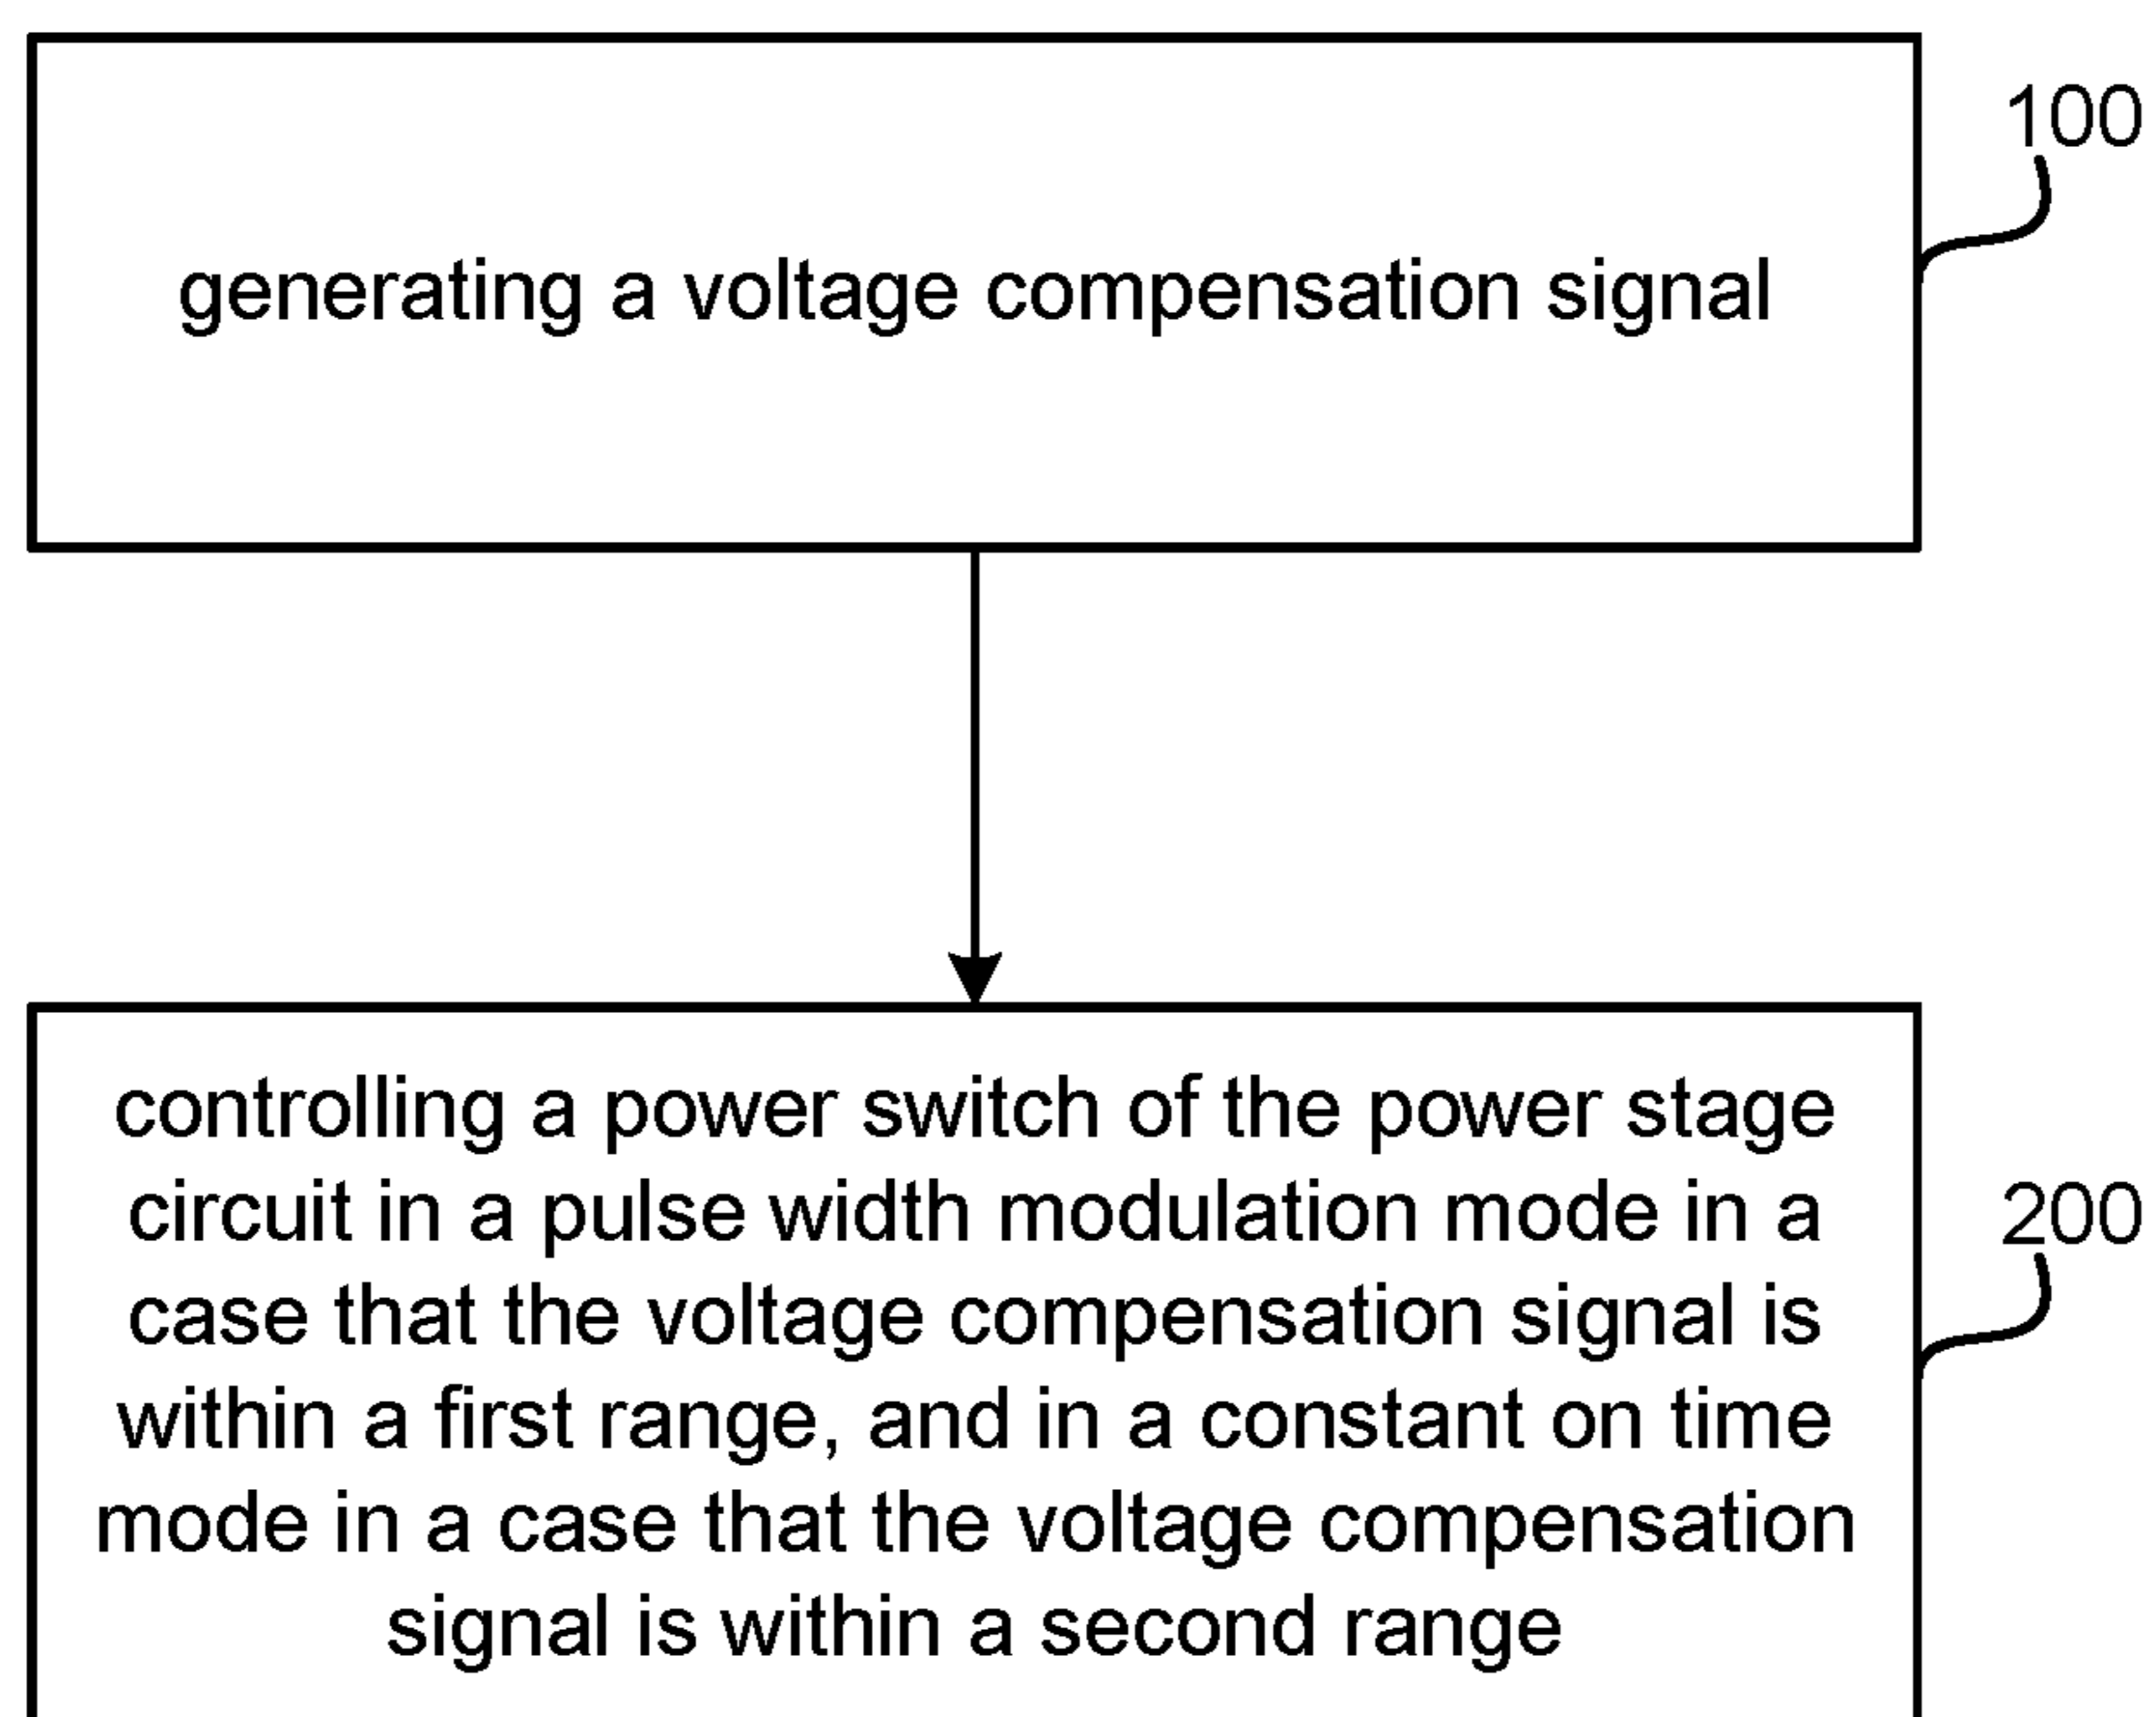 100
generating a voltage compensation signal
controlling a power switch of the power stage
circuit in a pulse width modulation mode in a
200
case that the voltage compensation signal is
within a first range, and in a constant on time
mode in a case that the voltage compensation
signal is within a second range